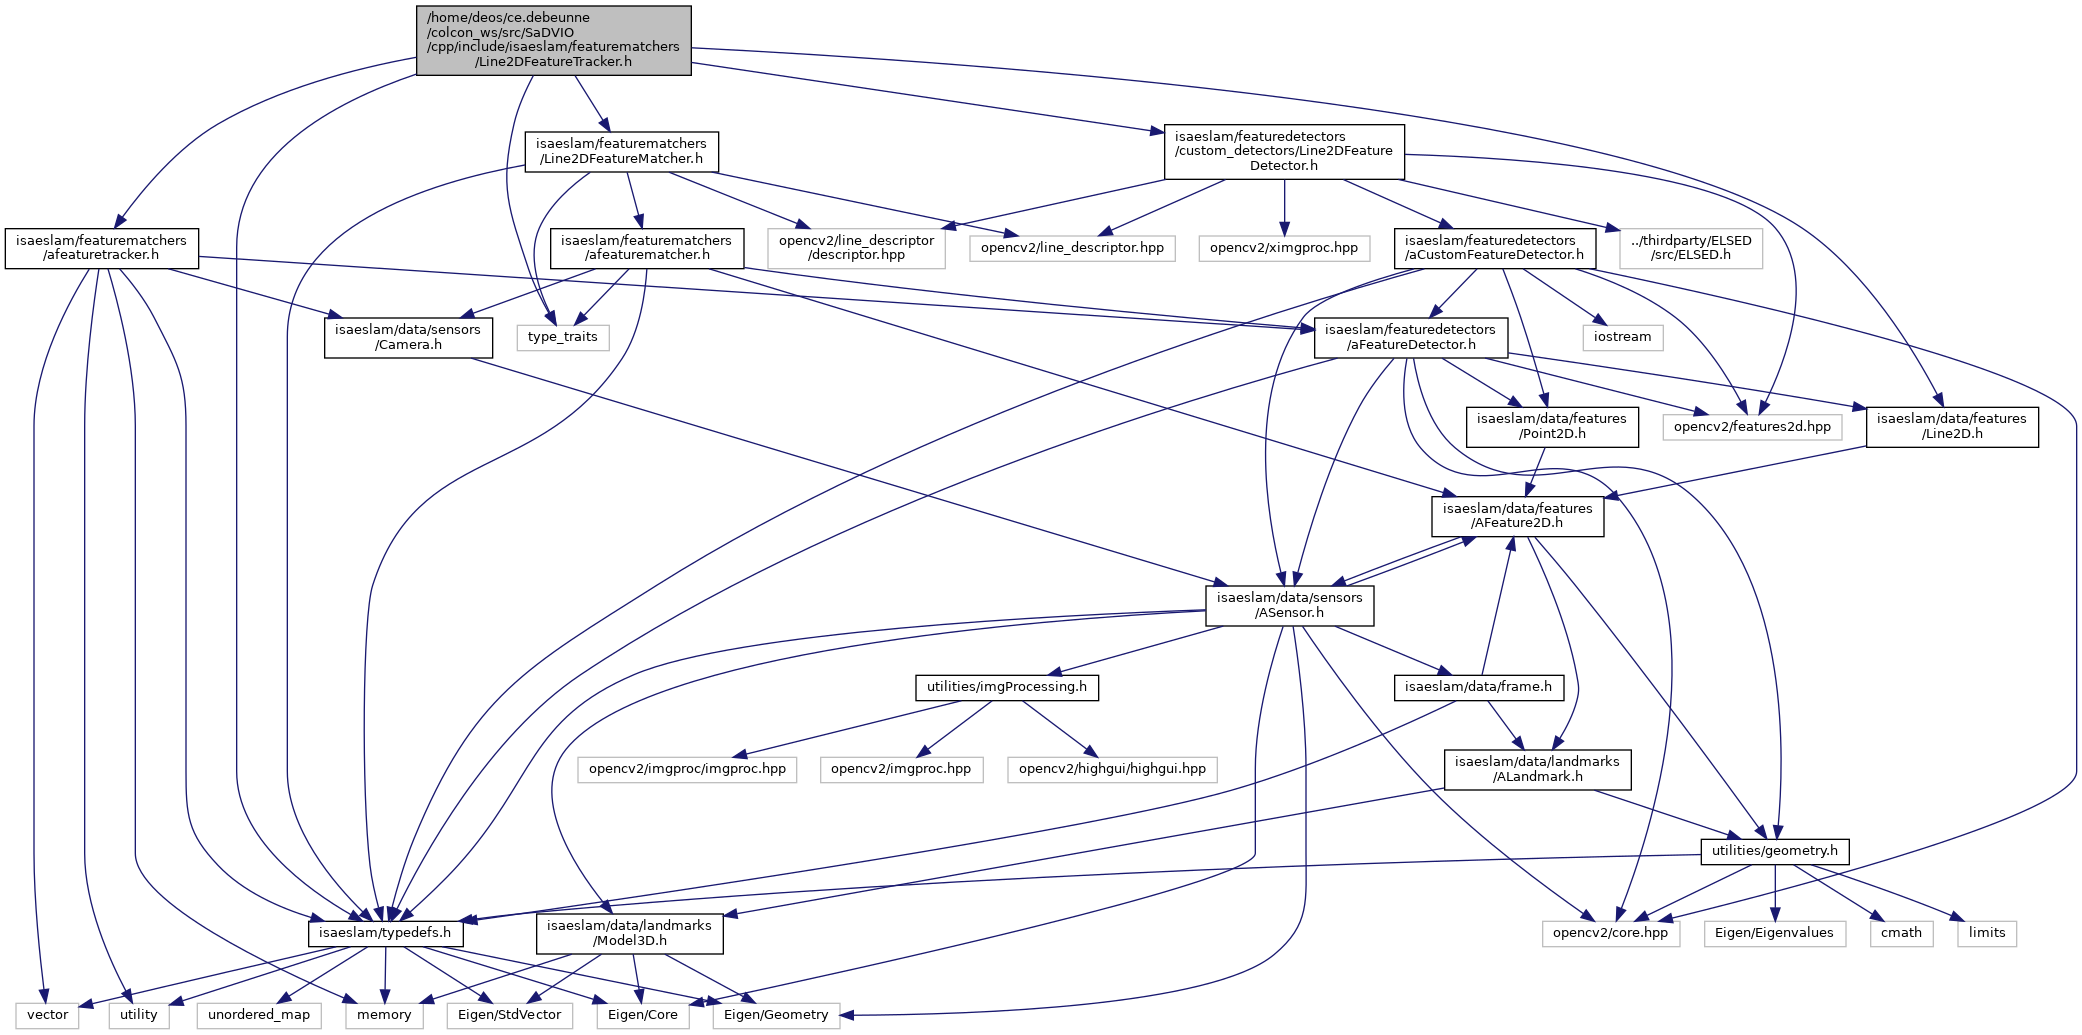 /home/deos/ce.debeunne
/colcon_ws/src/SaDVIO
/cpp/include/isaeslam/featurematchers
/Line2DFeatureTracker.h
isaeslam/featurematchers
/Line2DFeatureMatcher.h
isaeslam/featuredetectors
/custom_detectors/Line2DFeature
Detector.h
isaeslam/featurematchers
/afeaturetracker.h
isaeslam/featurematchers
/afeaturematcher.h
opencv2/line_descriptor
/descriptor.hpp
opencv2/line_descriptor.hpp
opencv2/ximgproc.hpp
isaeslam/featuredetectors
/aCustomFeatureDetector.h
../thirdparty/ELSED
/src/ELSED.h
isaeslam/data/sensors
/Camera.h
type_traits
isaeslam/featuredetectors
/aFeatureDetector.h
iostream
isaeslam/data/features
/Point2D.h
opencv2/features2d.hpp
isaeslam/data/features
/Line2D.h
isaeslam/data/features
/AFeature2D.h
isaeslam/data/sensors
/ASensor.h
utilities/imgProcessing.h
isaeslam/data/frame.h
opencv2/imgproc/imgproc.hpp
opencv2/imgproc.hpp
opencv2/highgui/highgui.hpp
isaeslam/data/landmarks
/ALandmark.h
utilities/geometry.h
isaeslam/typedefs.h
isaeslam/data/landmarks
/Model3D.h
opencv2/core.hpp
Eigen/Eigenvalues
cmath
limits
vector
utility
unordered_map
memory
Eigen/StdVector
Eigen/Core
Eigen/Geometry